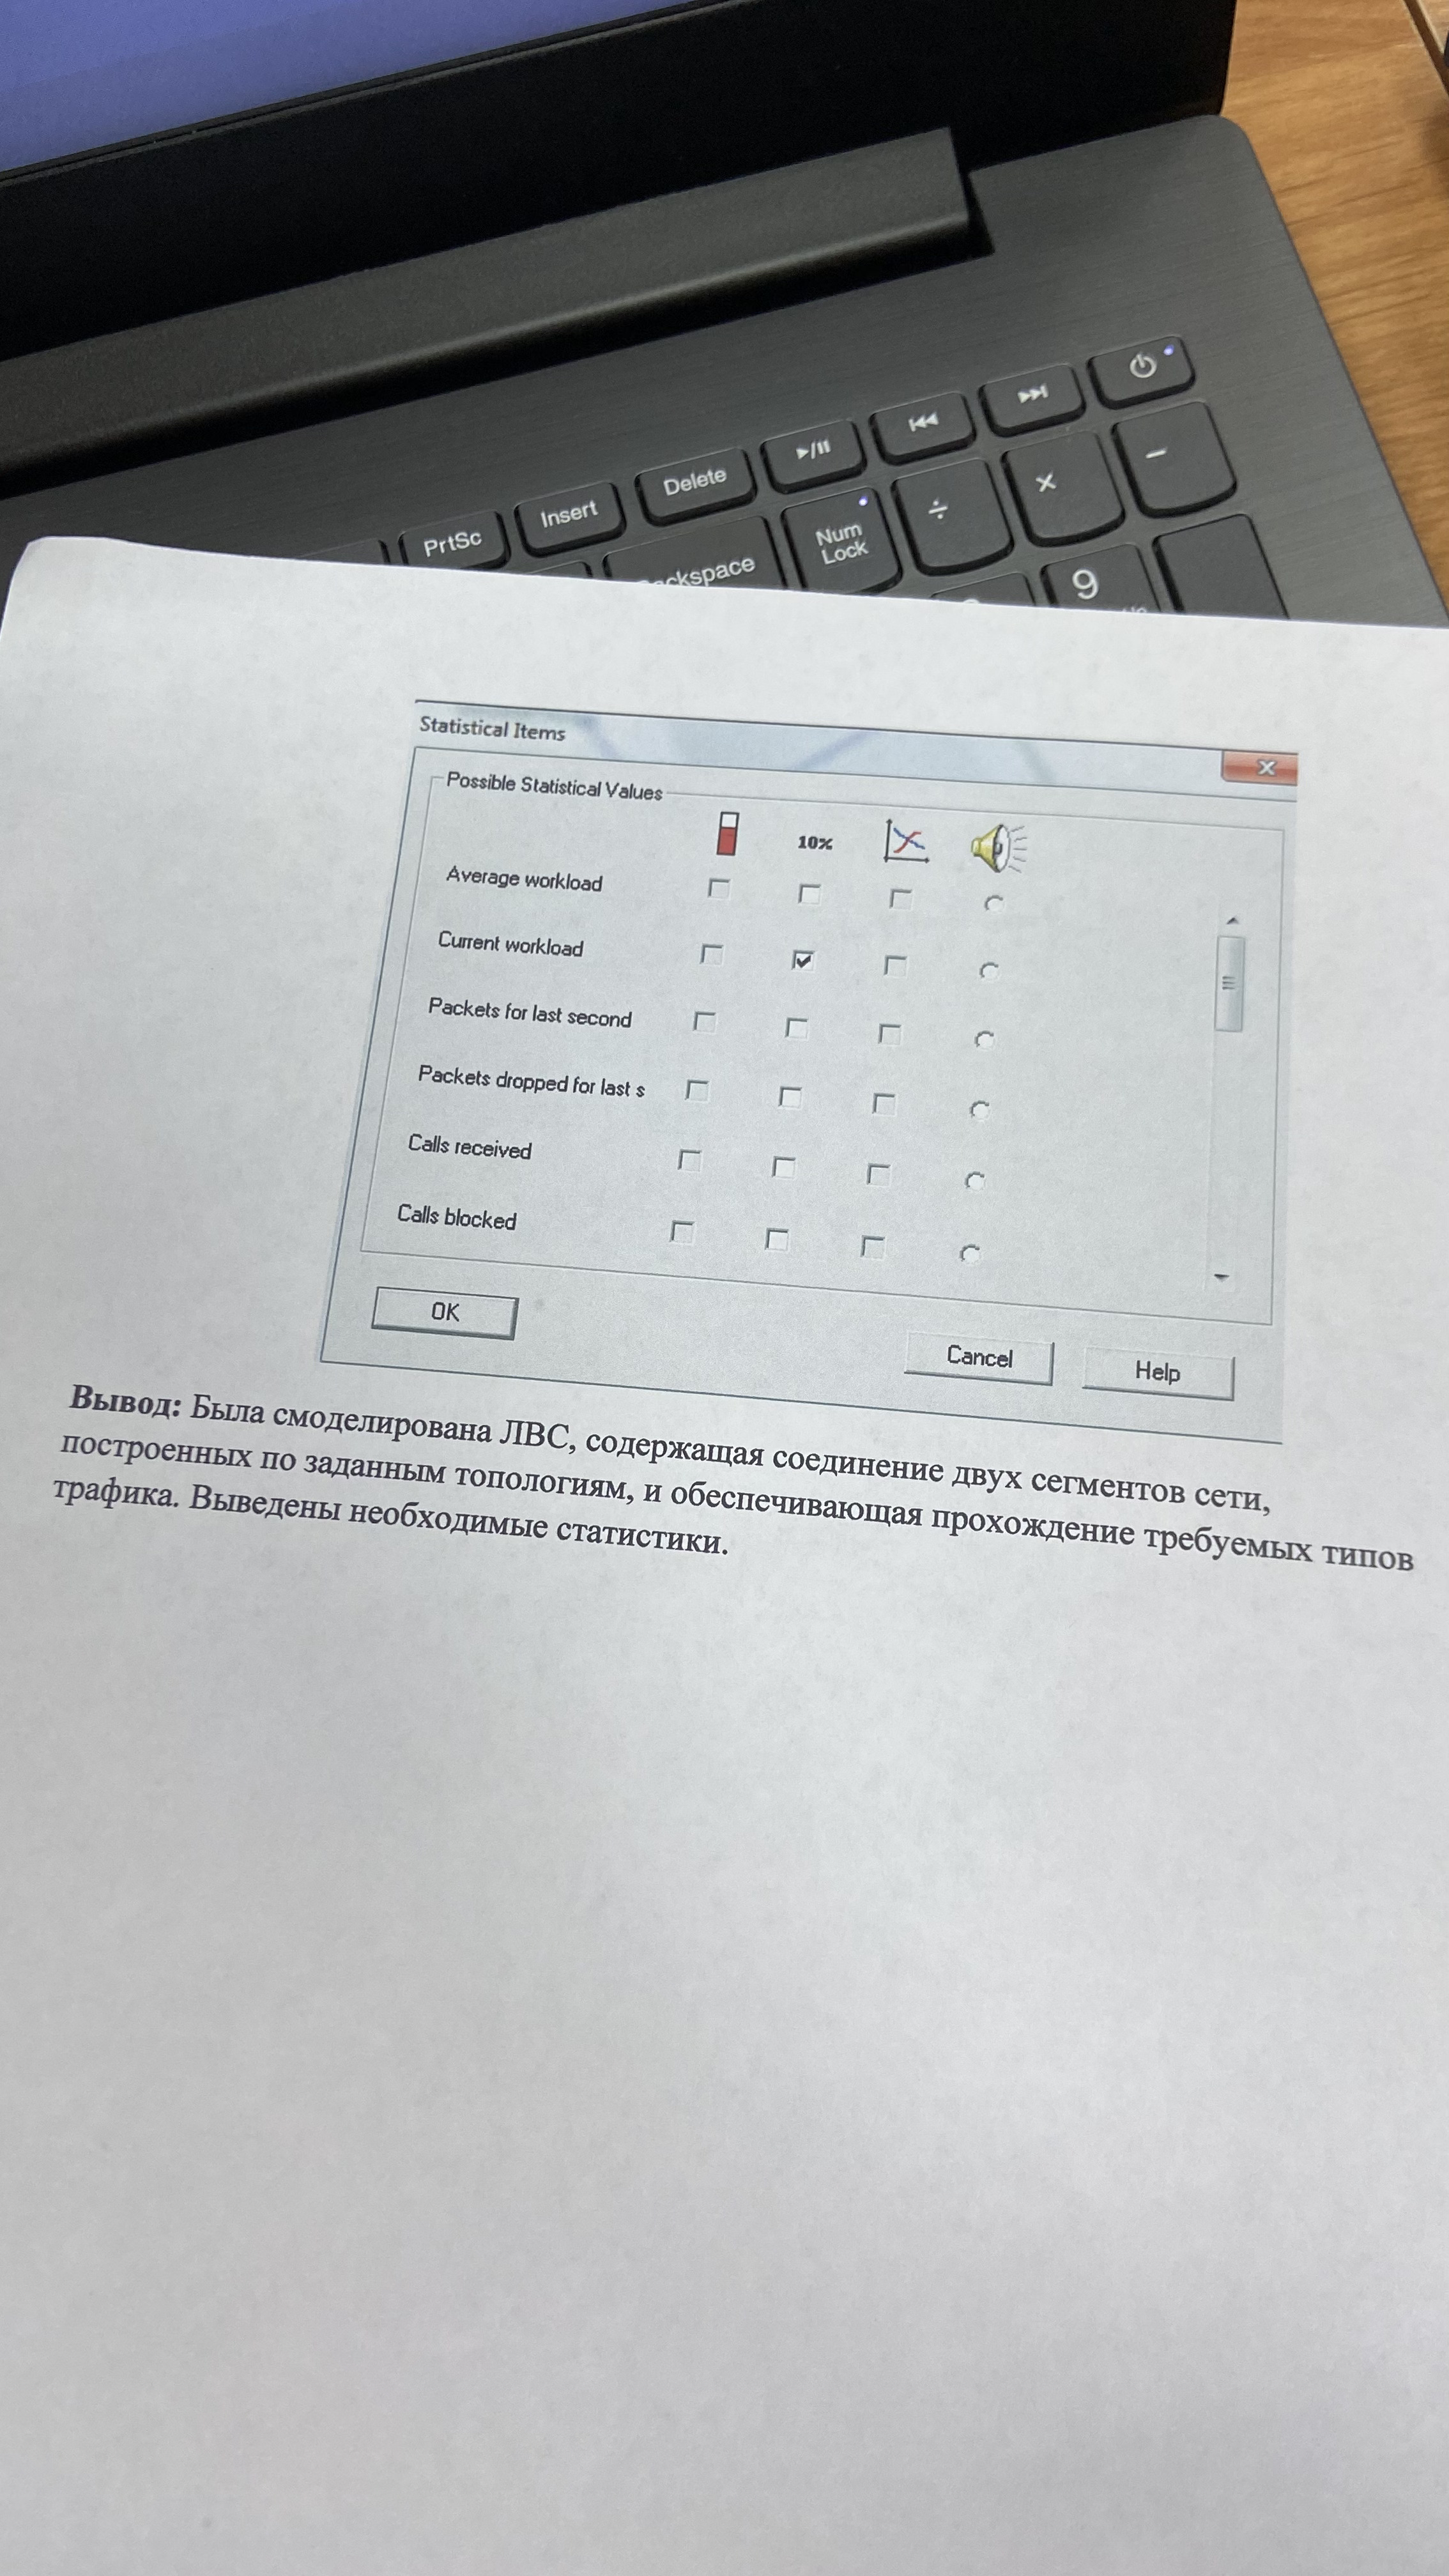 PrtSc
Insert
Delete
Num
Lock
÷
×
−
9
Statistical Items
Possible Statistical Values
10%
Average workload
Current workload
Packets for last second
Packets dropped for last s
Calls received
Calls blocked
OK
Cancel
Help
Вывод: Была смоделирована ЛВС, содержащая соединение двух сегментов сети,
построенных по заданным топологиям, и обеспечивающая прохождение требуемых типов
трафика. Выведены необходимые статистики.